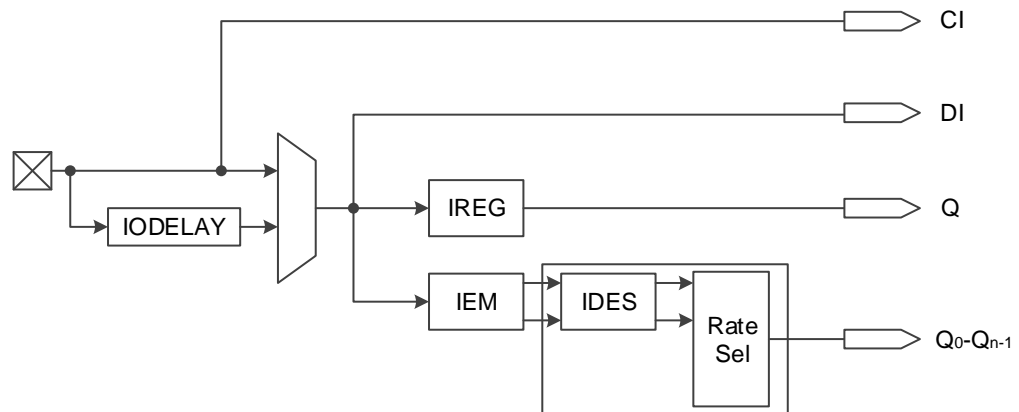 CI
DI
IODELAY
IREG
Q
IEM
IDES
Rate
Sel
Q0-Qn-1